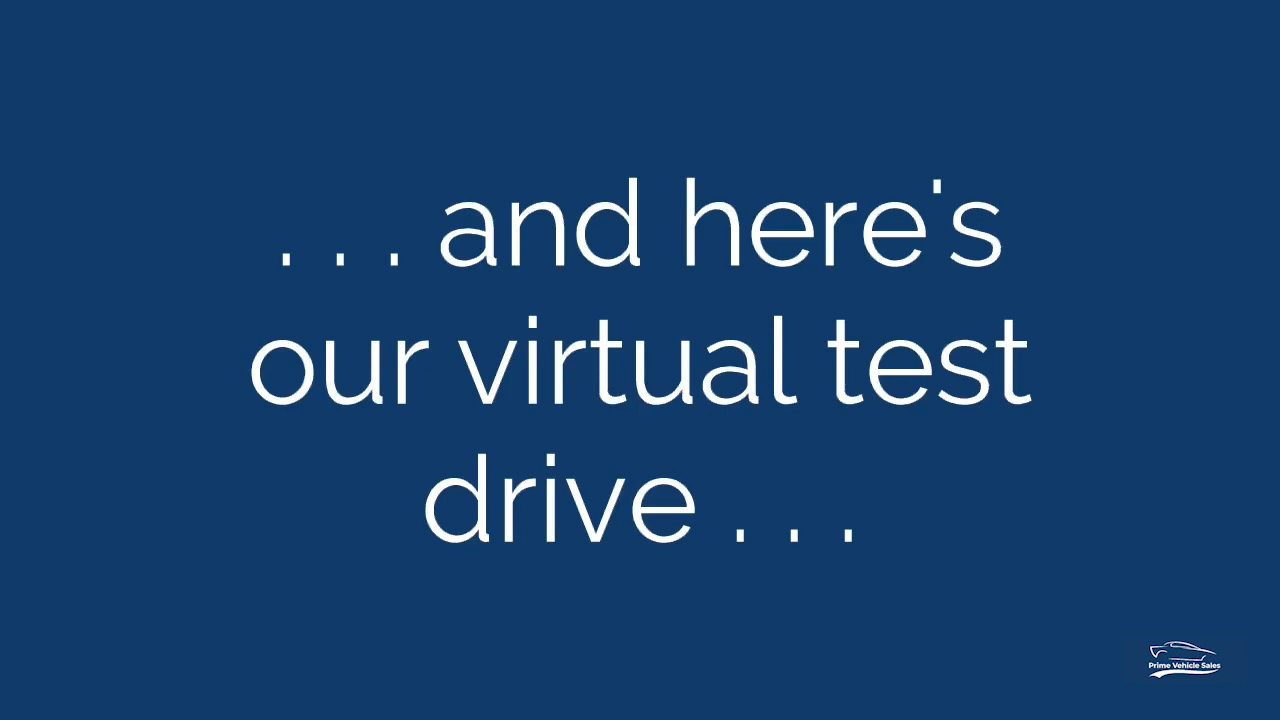 . . . and here's
our virtual test
drive . . .
Prime Vehicle Sales